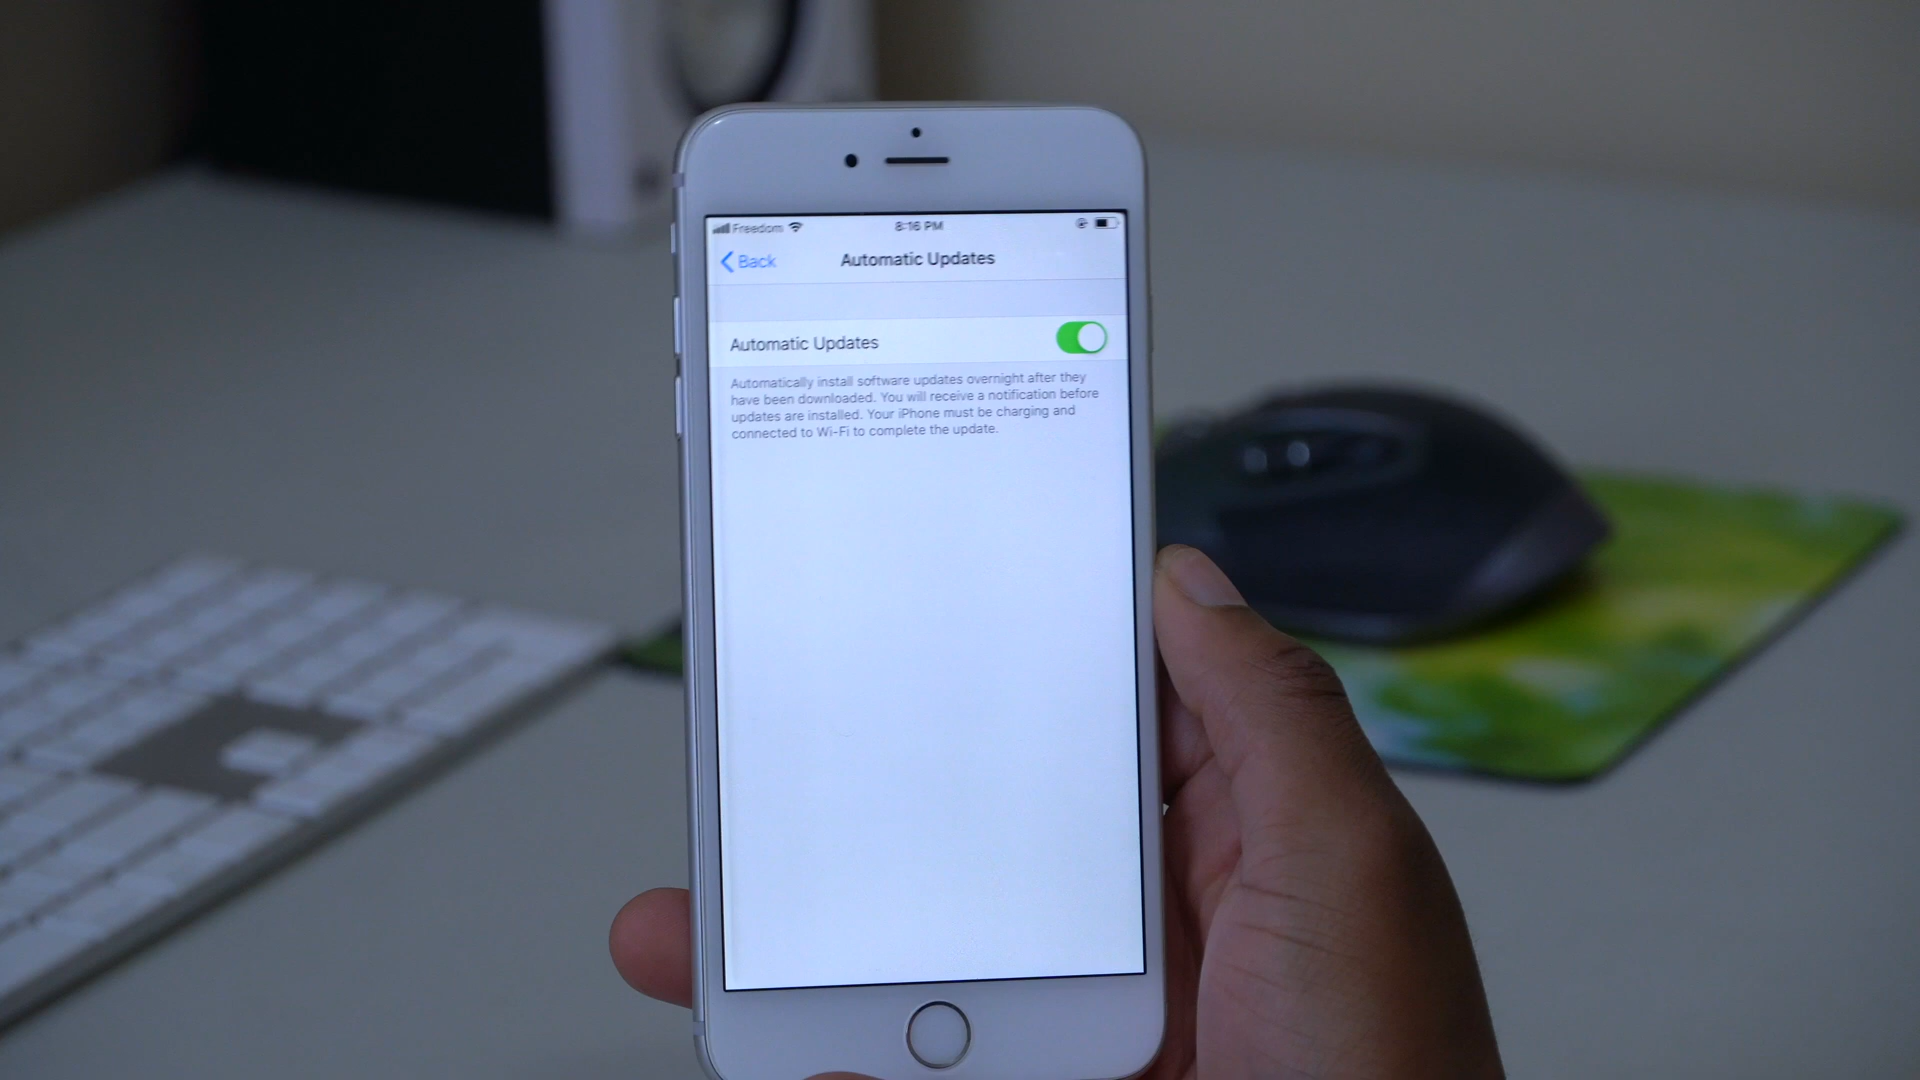 Freedom 8:16 PM
Back Automatic Updates
Automatic Updates
Automatically install software updates overnight after they
have been downloaded. You will receive a notification before
updates are installed. Your iPhone must be charging and
connected to Wi-Fi to complete the update.